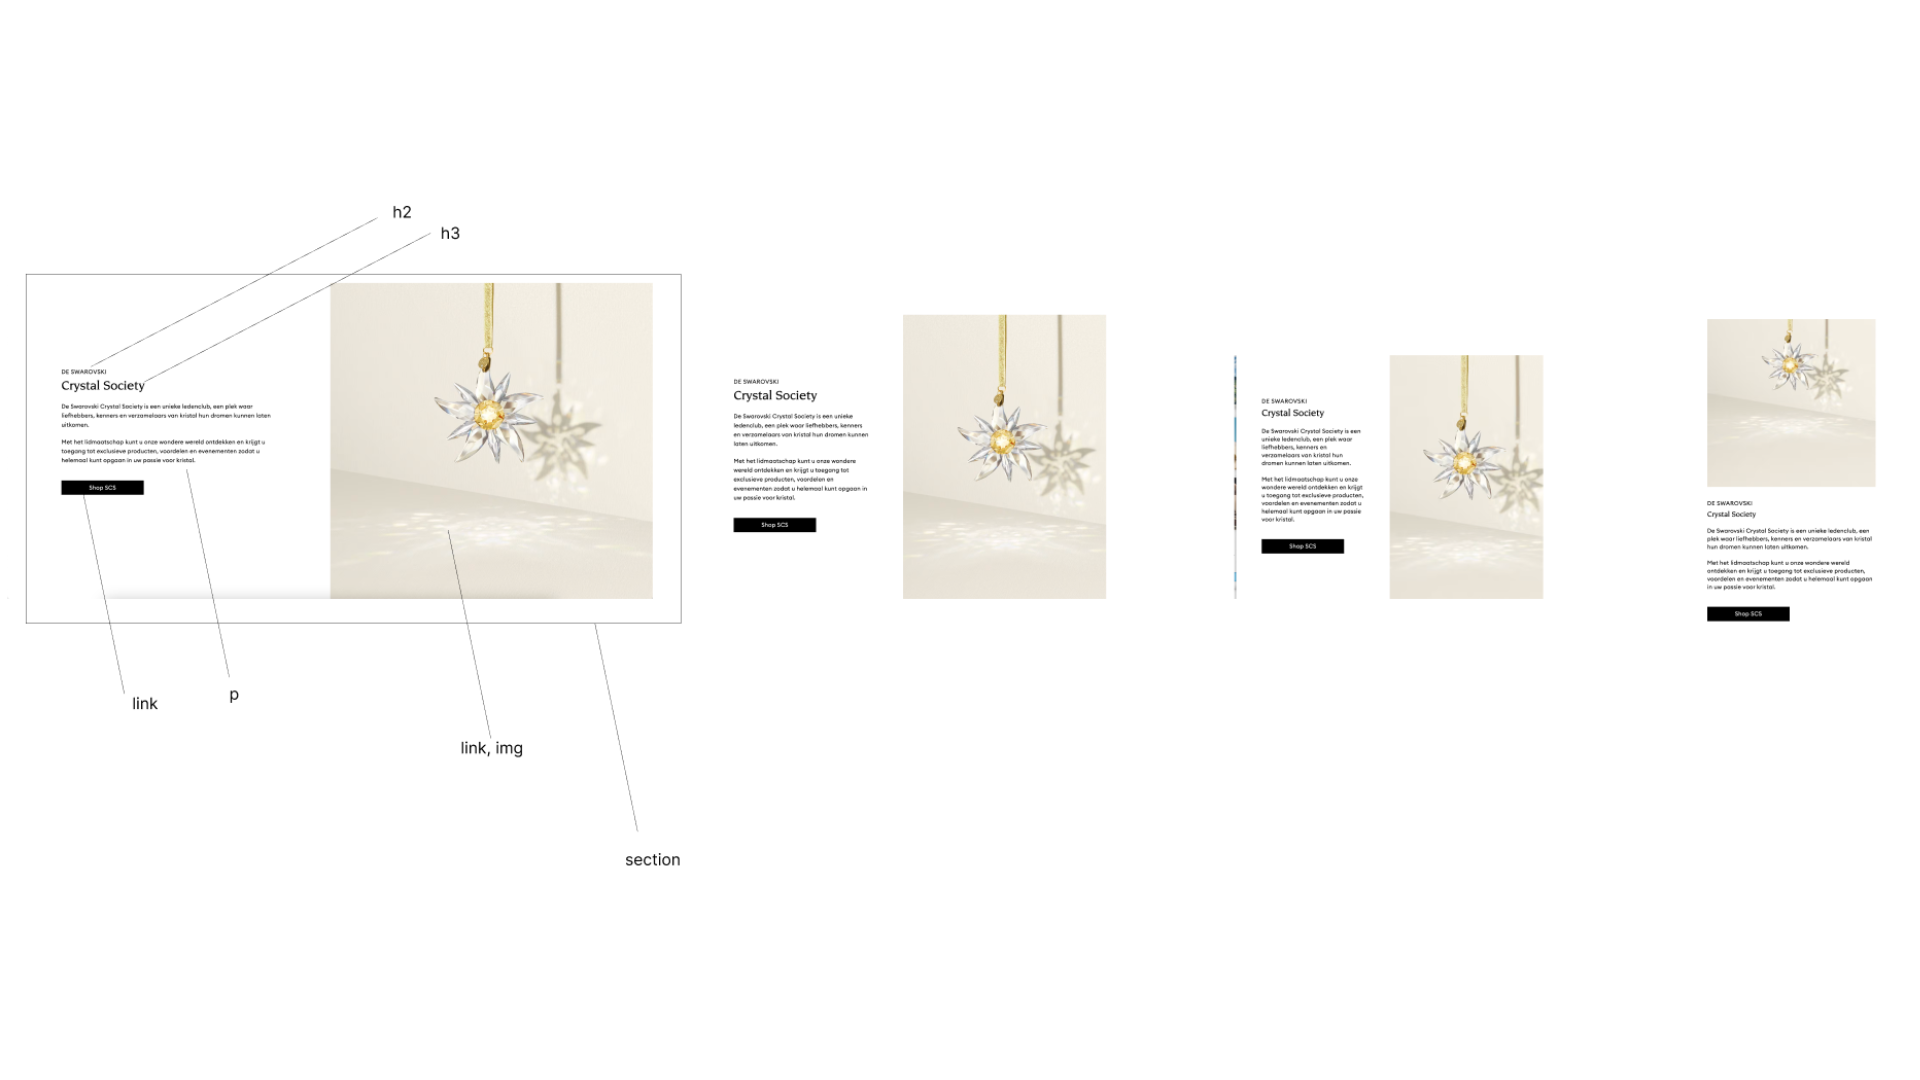 h2
h3
DE SWAROVSKI
Crystal Society
De Swarovski Crystal Society is een unieke ledenclub, een plek waar
liefhebbers, kenners en verzamelaars van kristal hun dromen kunnen laten
uitkomen.
Met het lidmaatschap kunt u onze wondere wereld ontdekken en krijgt u
toegang tot exclusieve producten, voordelen en evenementen zodat u
helemaal kunt opgaan in uw passie voor kristal.
Shop SCS
link
p
link, img
section
DE SWAROVSKI
Crystal Society
De Swarovski Crystal Society is een unieke
ledenclub, een plek waar liefhebbers, kenners
en verzamelaars van kristal hun dromen kunnen
laten uitkomen.
Met het lidmaatschap kunt u onze wondere
wereld ontdekken en krijgt u toegang tot
exclusieve producten, voordelen en
evenementen zodat u helemaal kunt opgaan in
uw passie voor kristal.
Shop SCS
DE SWAROVSKI
Crystal Society
De Swarovski Crystal Society is een
unieke ledenclub, een plek waar
liefhebbers, kenners en
verzamelaars van kristal hun
dromen kunnen laten uitkomen.
Met het lidmaatschap kunt u onze
wondere wereld ontdekken en krijgt
u toegang tot exclusieve producten,
voordelen en evenementen zodat u
helemaal kunt opgaan in uw passie
voor kristal.
Shop SCS
DE SWAROVSKI
Crystal Society
De Swarovski Crystal Society is een unieke ledenclub, een
plek waar liefhebbers, kenners en verzamelaars van kristal
hun dromen kunnen laten uitkomen.
Met het lidmaatschap kunt u onze wondere wereld
ontdekken en krijgt u toegang tot exclusieve producten,
voordelen en evenementen zodat u helemaal kunt opgaan
in uw passie voor kristal.
Shop SCS